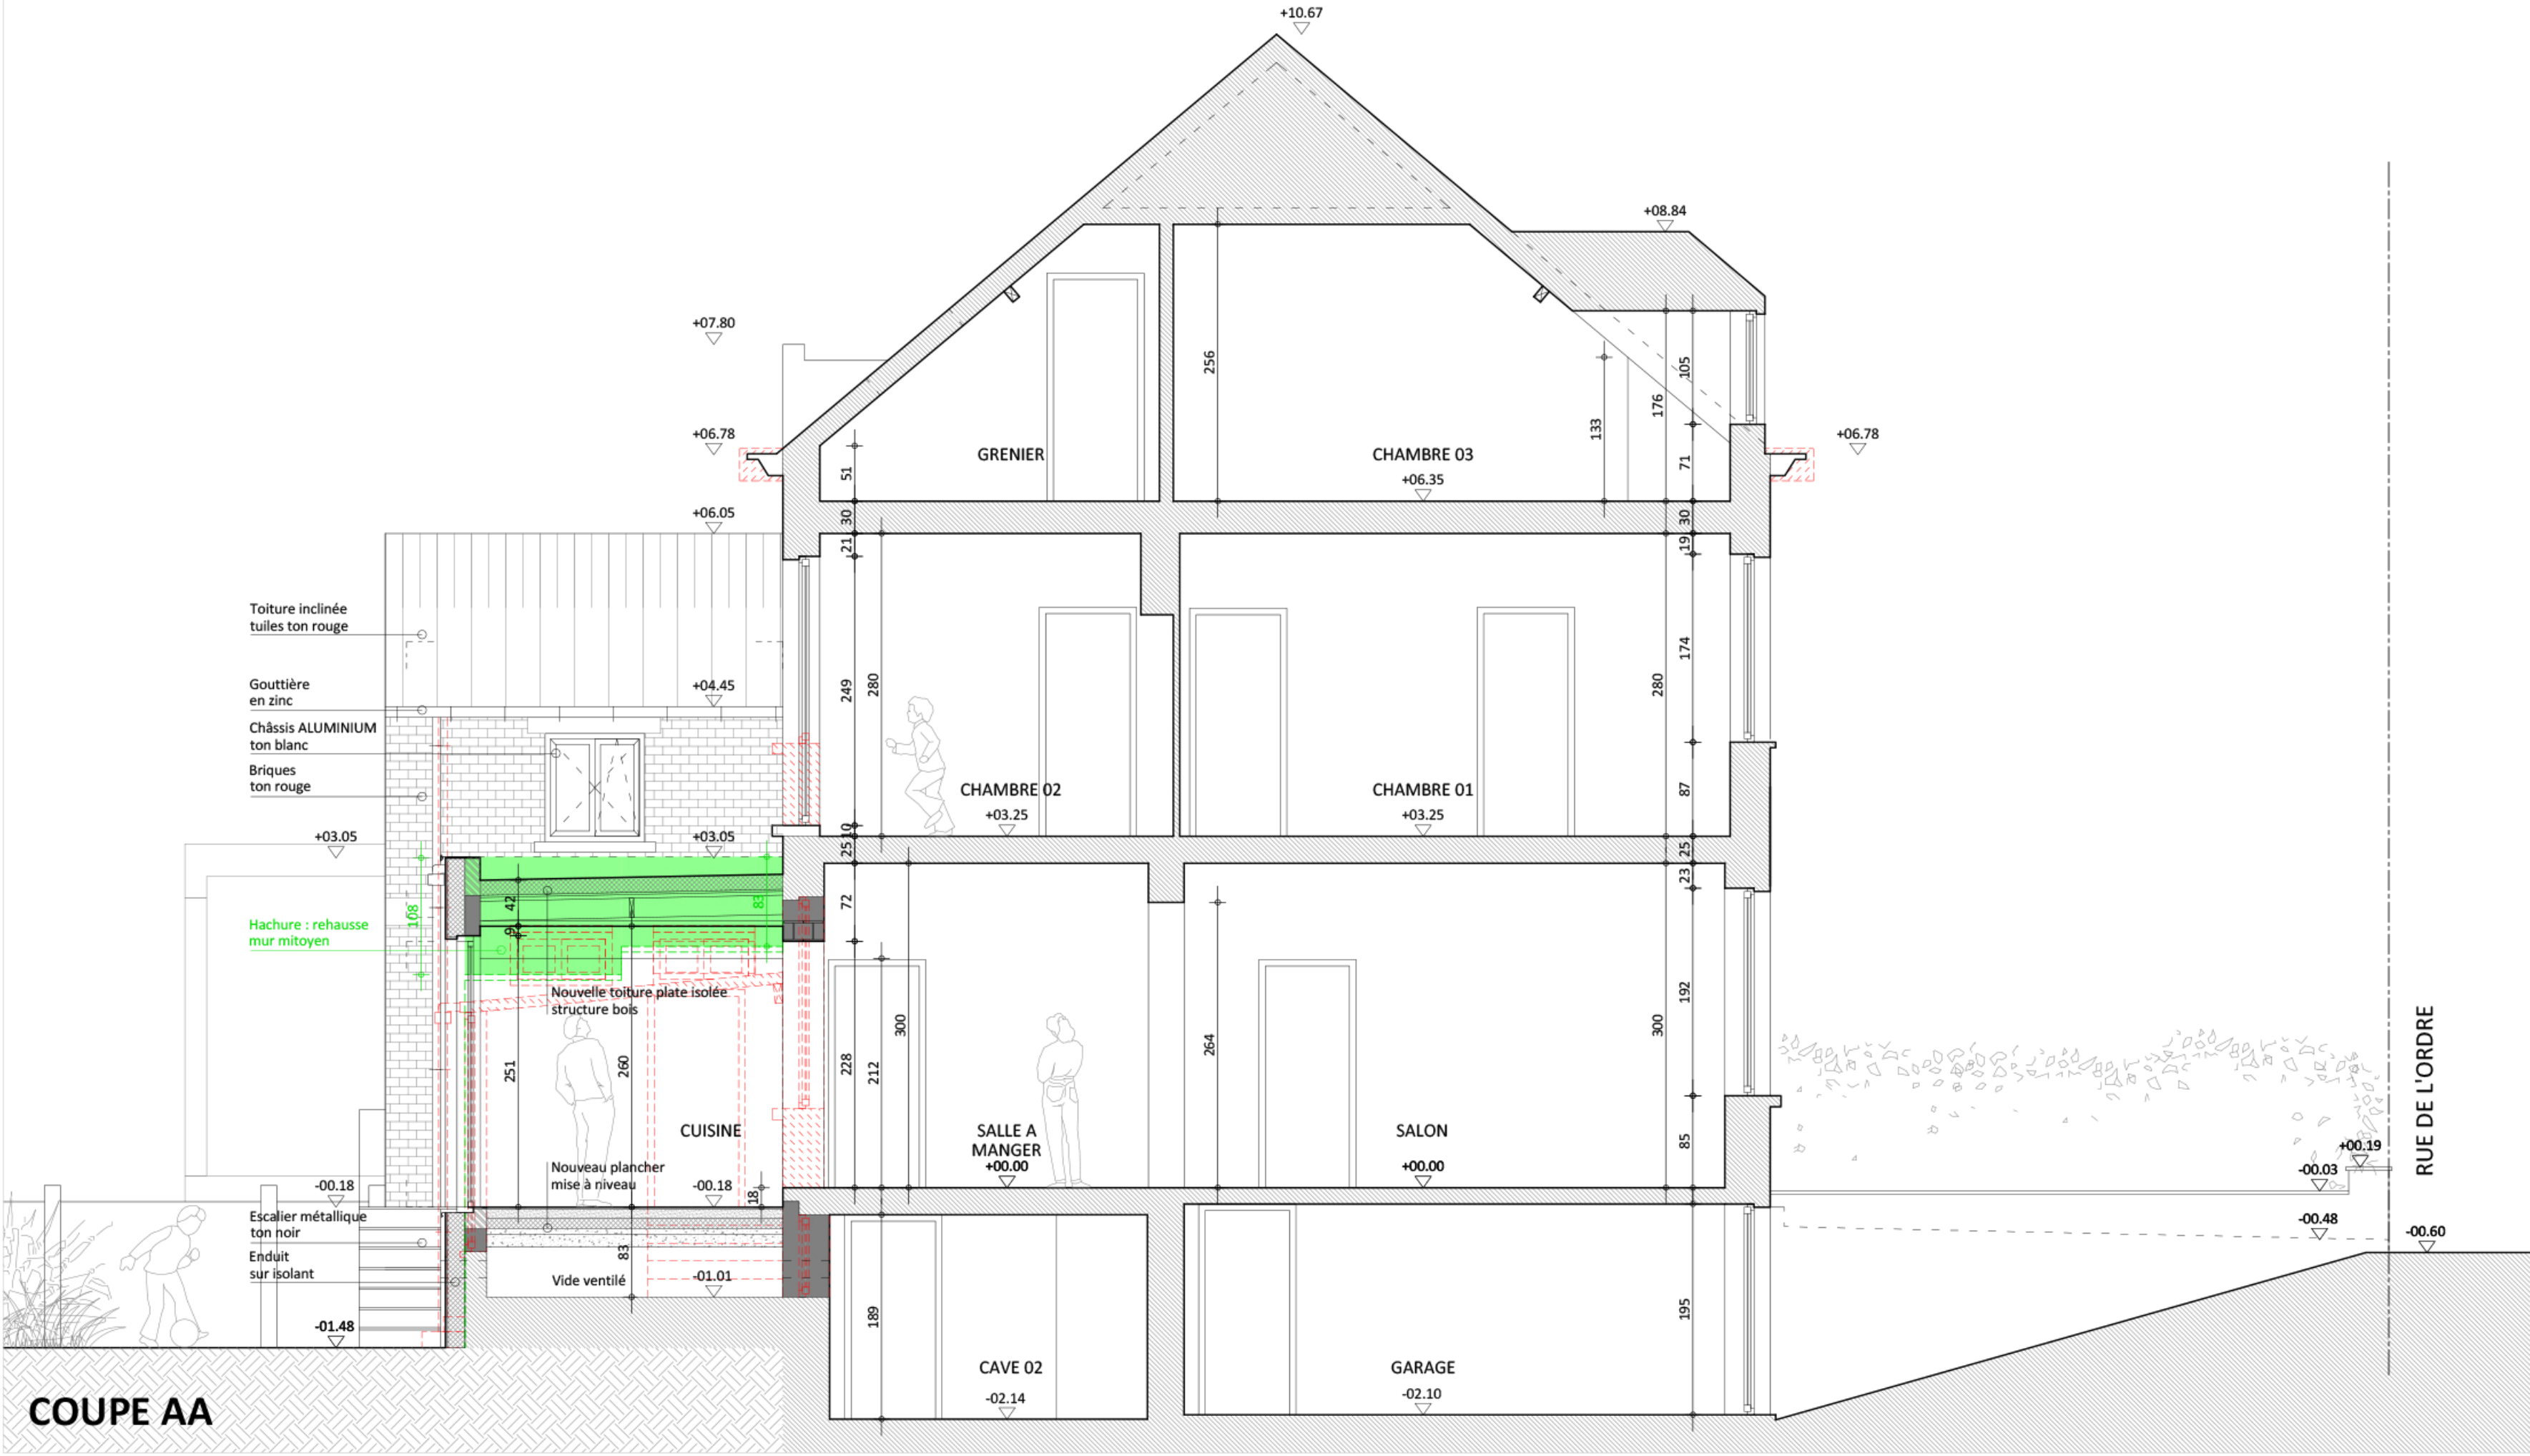 +10.67
+08.84
+07.80
+06.78
+06.78
256
105
176
133
71
51
GRENIER
CHAMBRE 03
+06.35
+06.05
30
30
21
19
Toiture inclinée
tuiles ton rouge
Gouttière
en zinc
+04.45
Châssis ALUMINIUM
ton blanc
Briques
ton rouge
249
280
280
174
87
CHAMBRE 02
+03.25
CHAMBRE 01
+03.25
+03.05
+03.05
10
25
25
23
108
42
9
83
72
Hachure : rehausse
mur mitoyen
Nouvelle toiture plate isolée
structure bois
251
260
228
212
300
264
300
192
85
CUISINE
SALLE A
MANGER
+00.00
SALON
+00.00
RUE DE L'ORDRE
+00.19
-00.03
-00.48
-00.60
Nouveau plancher
mise à niveau
-00.18
-00.18
18
Escalier métallique
ton noir
Enduit
sur isolant
83
Vide ventilé
-01.01
-01.48
189
195
CAVE 02
-02.14
GARAGE
-02.10
COUPE AA